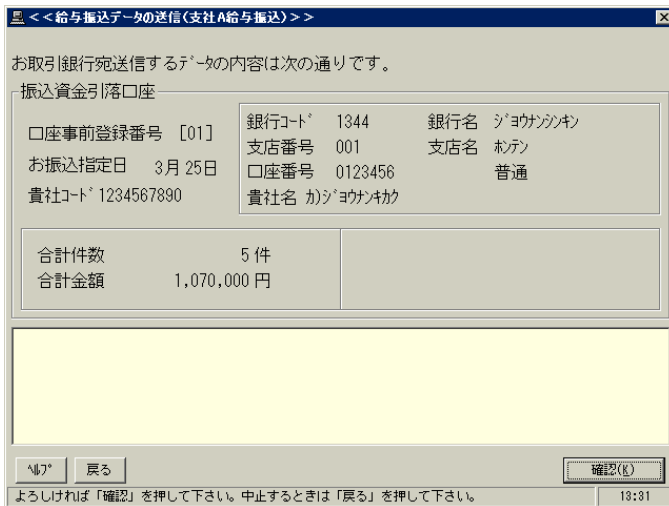 <<給与振込データの送信(支社A給与振込)>>
お取引銀行宛送信するデータの内容は次の通りです。
振込資金引落口座
口座事前登録番号 [01]
お振込指定日 3月25日
貴社コード 1234567890
銀行コード 1344 銀行名 ジョウナンシンキン
支店番号 001 支店名 ホンテン
口座番号 0123456 普通
貴社名 カ)ジョウナンキカク
合計件数 5件
合計金額 1,070,000円
ヘルプ 戻る 確認(K)
よろしければ「確認」を押して下さい。中止するときは「戻る」を押して下さい。 13:31